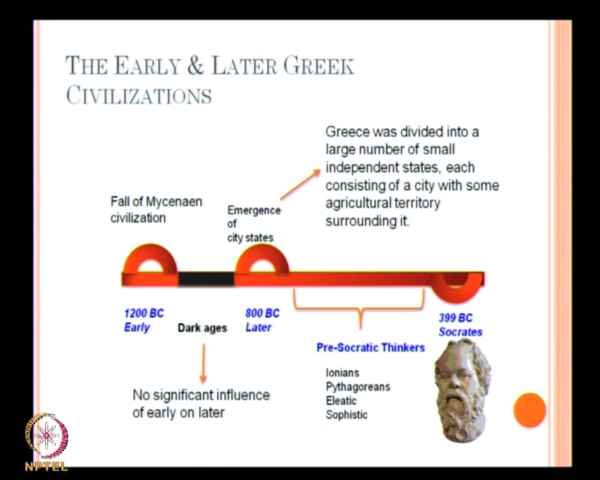 THE EARLY & LATER GREEK
CIVILIZATIONS
Greece was divided into a
large number of small
independent states, each
consisting of a city with some
agricultural territory
surrounding it.
Fall of Mycenaen
civilization
Emergence
of
city states
1200 BC
Early
Dark ages
800 BC
Later
399 BC
Socrates
Pre-Socratic Thinkers
Ionians
Pythagoreans
Eleatic
Sophistic
No significant influence
of early on later
NPTEL